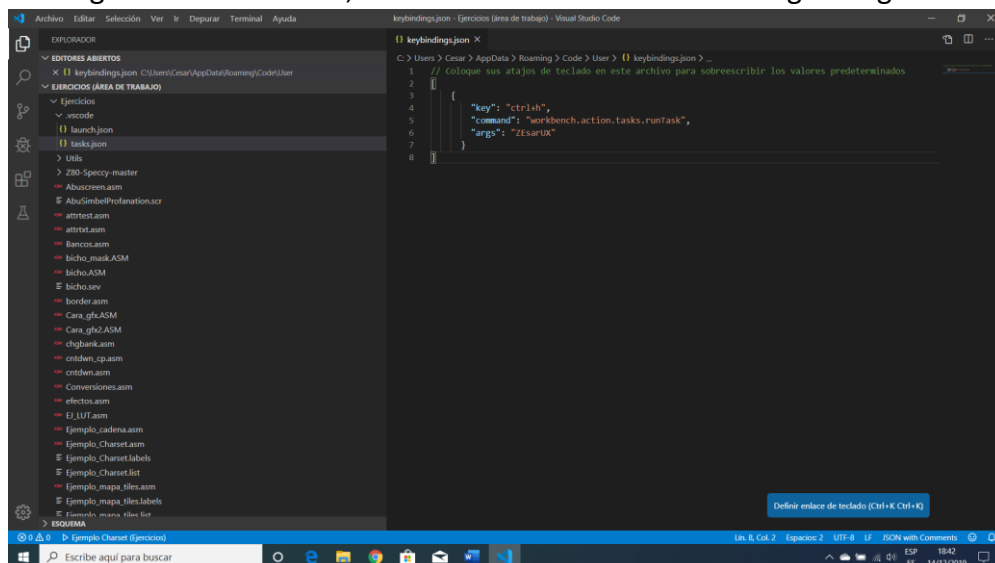 Archivo Editar Selección Ver Ir Depurar Terminal Ayuda
keybindings.json - Ejercicios (área de trabajo) - Visual Studio Code
EXPLORADOR
EDITORES ABIERTOS
keybindings.json C:\Users\Cesar\AppData\Roaming\Code\User
EJERCICIOS (ÁREA DE TRABAJO)
Ejercicios
.vscode
{} launch.json
{} tasks.json
Utils
Z80-Speccy-master
Abuscreen.asm
AbuSimbelProfanation.scr
attrtest.asm
attrtxt.asm
Bancos.asm
bicho_mask.ASM
bicho.ASM
bicho.sev
border.asm
Cara_gfx.ASM
Cara_gfx2.ASM
chgbank.asm
cntdwn_cp.asm
cntdwn.asm
Conversiones.asm
efectos.asm
EJ_LUT.asm
Ejemplo_cadena.asm
Ejemplo_Charset.asm
Ejemplo_Charset.labels
Ejemplo_Charset.list
Ejemplo_mapa_tiles.asm
Ejemplo_mapa_tiles.labels
Ejemplo_mapa_tiles.list
ESQUEMA
{} keybindings.json
C: > Users > Cesar > AppData > Roaming > Code > User > {} keybindings.json > ...
1 // Coloque sus atajos de teclado en este archivo para sobreescribir los valores predeterminados
2 [
3 {
4 "key": "ctrl+h",
5 "command": "workbench.action.tasks.runTask",
6 "args": "ZEsarUX"
7 }
8 ]
Definir enlace de teclado (Ctrl+K Ctrl+K)
0 0 Ejemplo Charset (Ejercicios)
Lín. 8, Col. 2 Espacios: 2 UTF-8 LF JSON with Comments
Escribe aquí para buscar
ESP 18:42
ES 14/12/2019